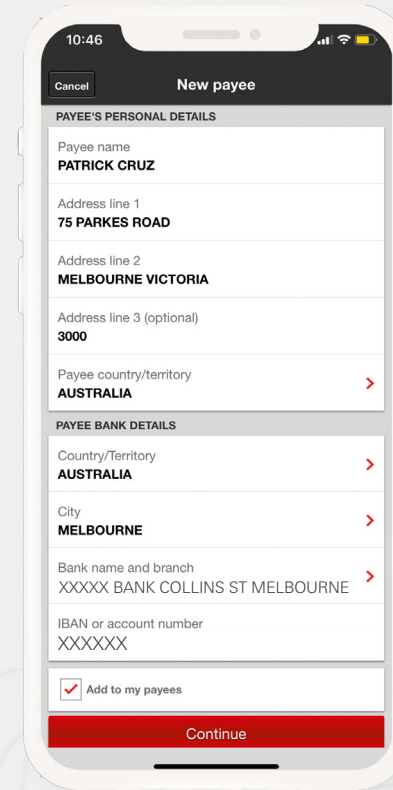 10:46
Cancel
New payee
PAYEE'S PERSONAL DETAILS
Payee name
PATRICK CRUZ
Address line 1
75 PARKES ROAD
Address line 2
MELBOURNE VICTORIA
Address line 3 (optional)
3000
Payee country/territory
AUSTRALIA
PAYEE BANK DETAILS
Country/Territory
AUSTRALIA
City
MELBOURNE
Bank name and branch
XXXXX BANK COLLINS ST MELBOURNE
IBAN or account number
XXXXXX
Add to my payees
Continue